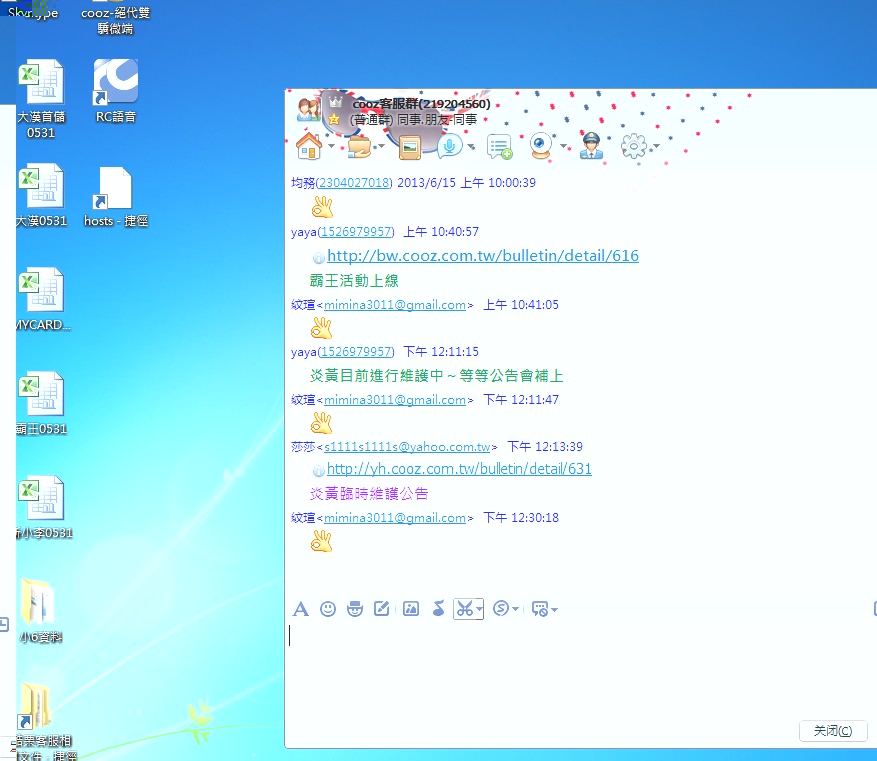 Skymype
cooz-絕代雙
驕微端
大漢首儲
0531
RC語音
大漢0531
hosts - 捷徑
MYCARD...
霸王0531
小李0531
小6資料
客服相
文件 - 捷徑
cooz客服群(219204560)
(普通群) 同事.朋友-同事
均務(2304027018) 2013/6/15 上午 10:00:39
yaya(1526979957) 上午 10:40:57
http://bw.cooz.com.tw/bulletin/detail/616
霸王活動上線
紋瑄<mimina3011@gmail.com> 上午 10:41:05
yaya(1526979957) 下午 12:11:15
炎黃目前進行維護中～等等公告會補上
紋瑄<mimina3011@gmail.com> 下午 12:11:47
莎莎<s1111s1111s@yahoo.com.tw> 下午 12:13:39
http://yh.cooz.com.tw/bulletin/detail/631
炎黃臨時維護公告
紋瑄<mimina3011@gmail.com> 下午 12:30:18
关闭(C)